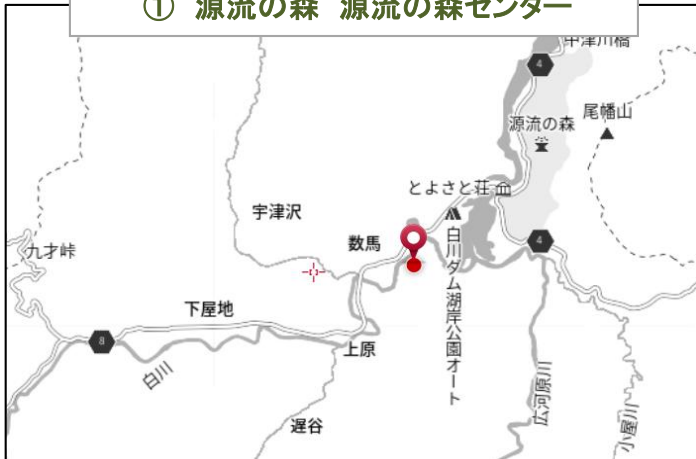 ① 源流の森 源流の森センター
中津川橋
4
尾幡山
源流の森
とよさと荘
宇津沢
数馬
白川ダム湖岸公園オート
4
九才峠
下屋地
8
上原
白川
広河原川
小屋川
遅谷